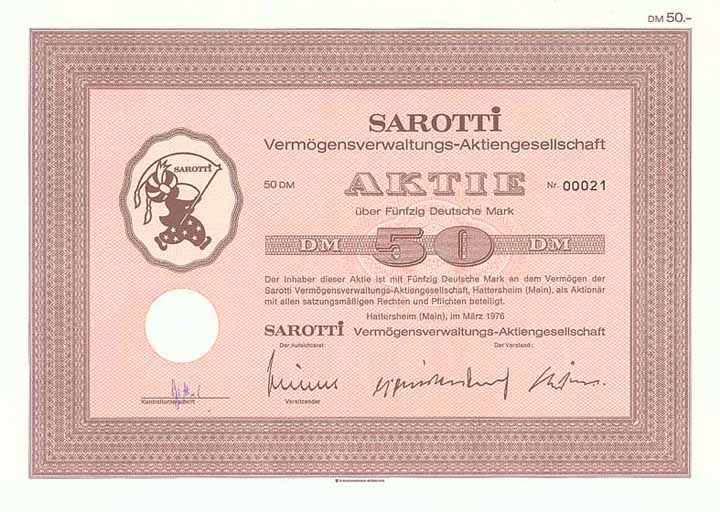 DM 50.-
SAROTTI
Vermögensverwaltungs-Aktiengesellschaft
SAROTTI
50 DM AKTIE Nr. 00021
über Fünfzig Deutsche Mark
DM 50 DM
Der Inhaber dieser Aktie ist mit Fünfzig Deutsche Mark an dem Vermögen der
Sarotti Vermögensverwaltungs-Aktiengesellschaft, Hattersheim (Main), als Aktionär
mit allen satzungsmäßigen Rechten und Pflichten beteiligt.
Hattersheim (Main), im März 1976
SAROTTI Vermögensverwaltungs-Aktiengesellschaft
Der Aufsichtsrat: Der Vorstand:
Kontrollunterschrift Vorsitzender